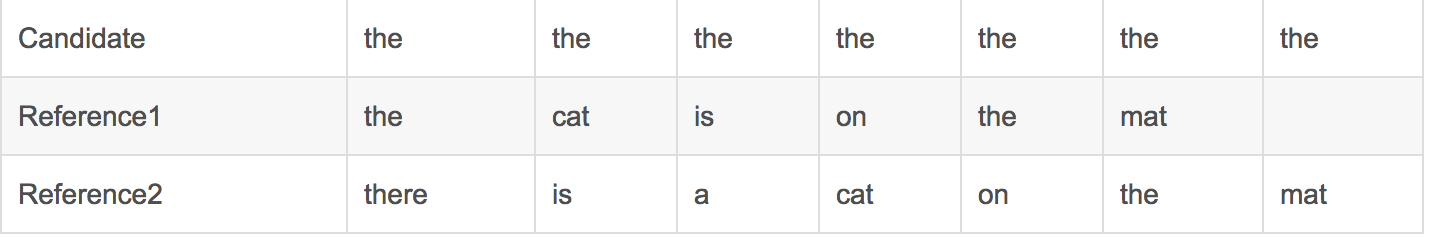 Candidate the the the the the the the
Reference1 the cat is on the mat
Reference2 there is a cat on the mat